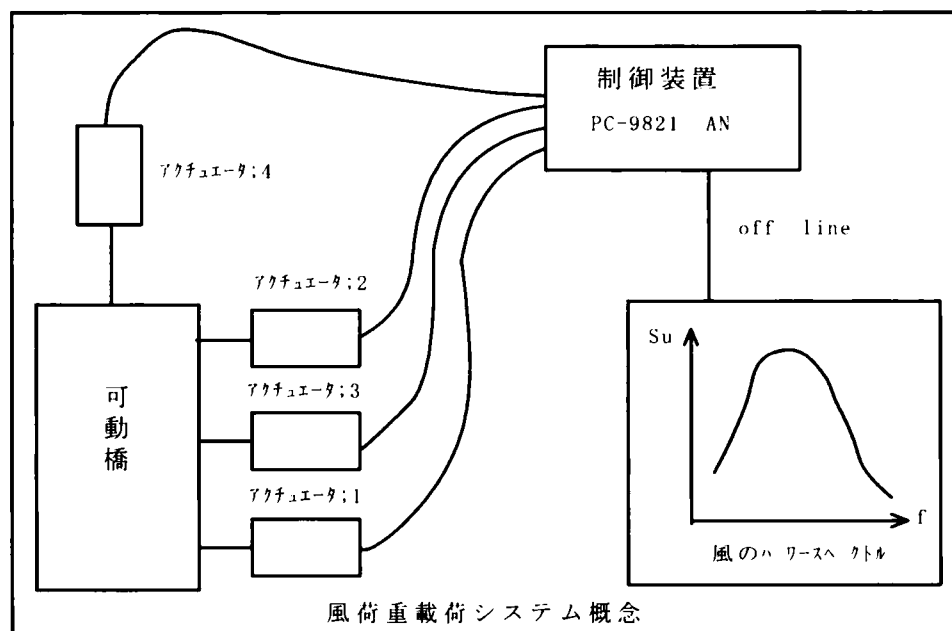 制御装置
PC-9821 AN
アクチュエータ;4
off line
アクチュエータ;2
Su
アクチュエータ;3
可動橋
アクチュエータ;1
f
風のハ ワースヘ クトル
風荷重載荷システム概念